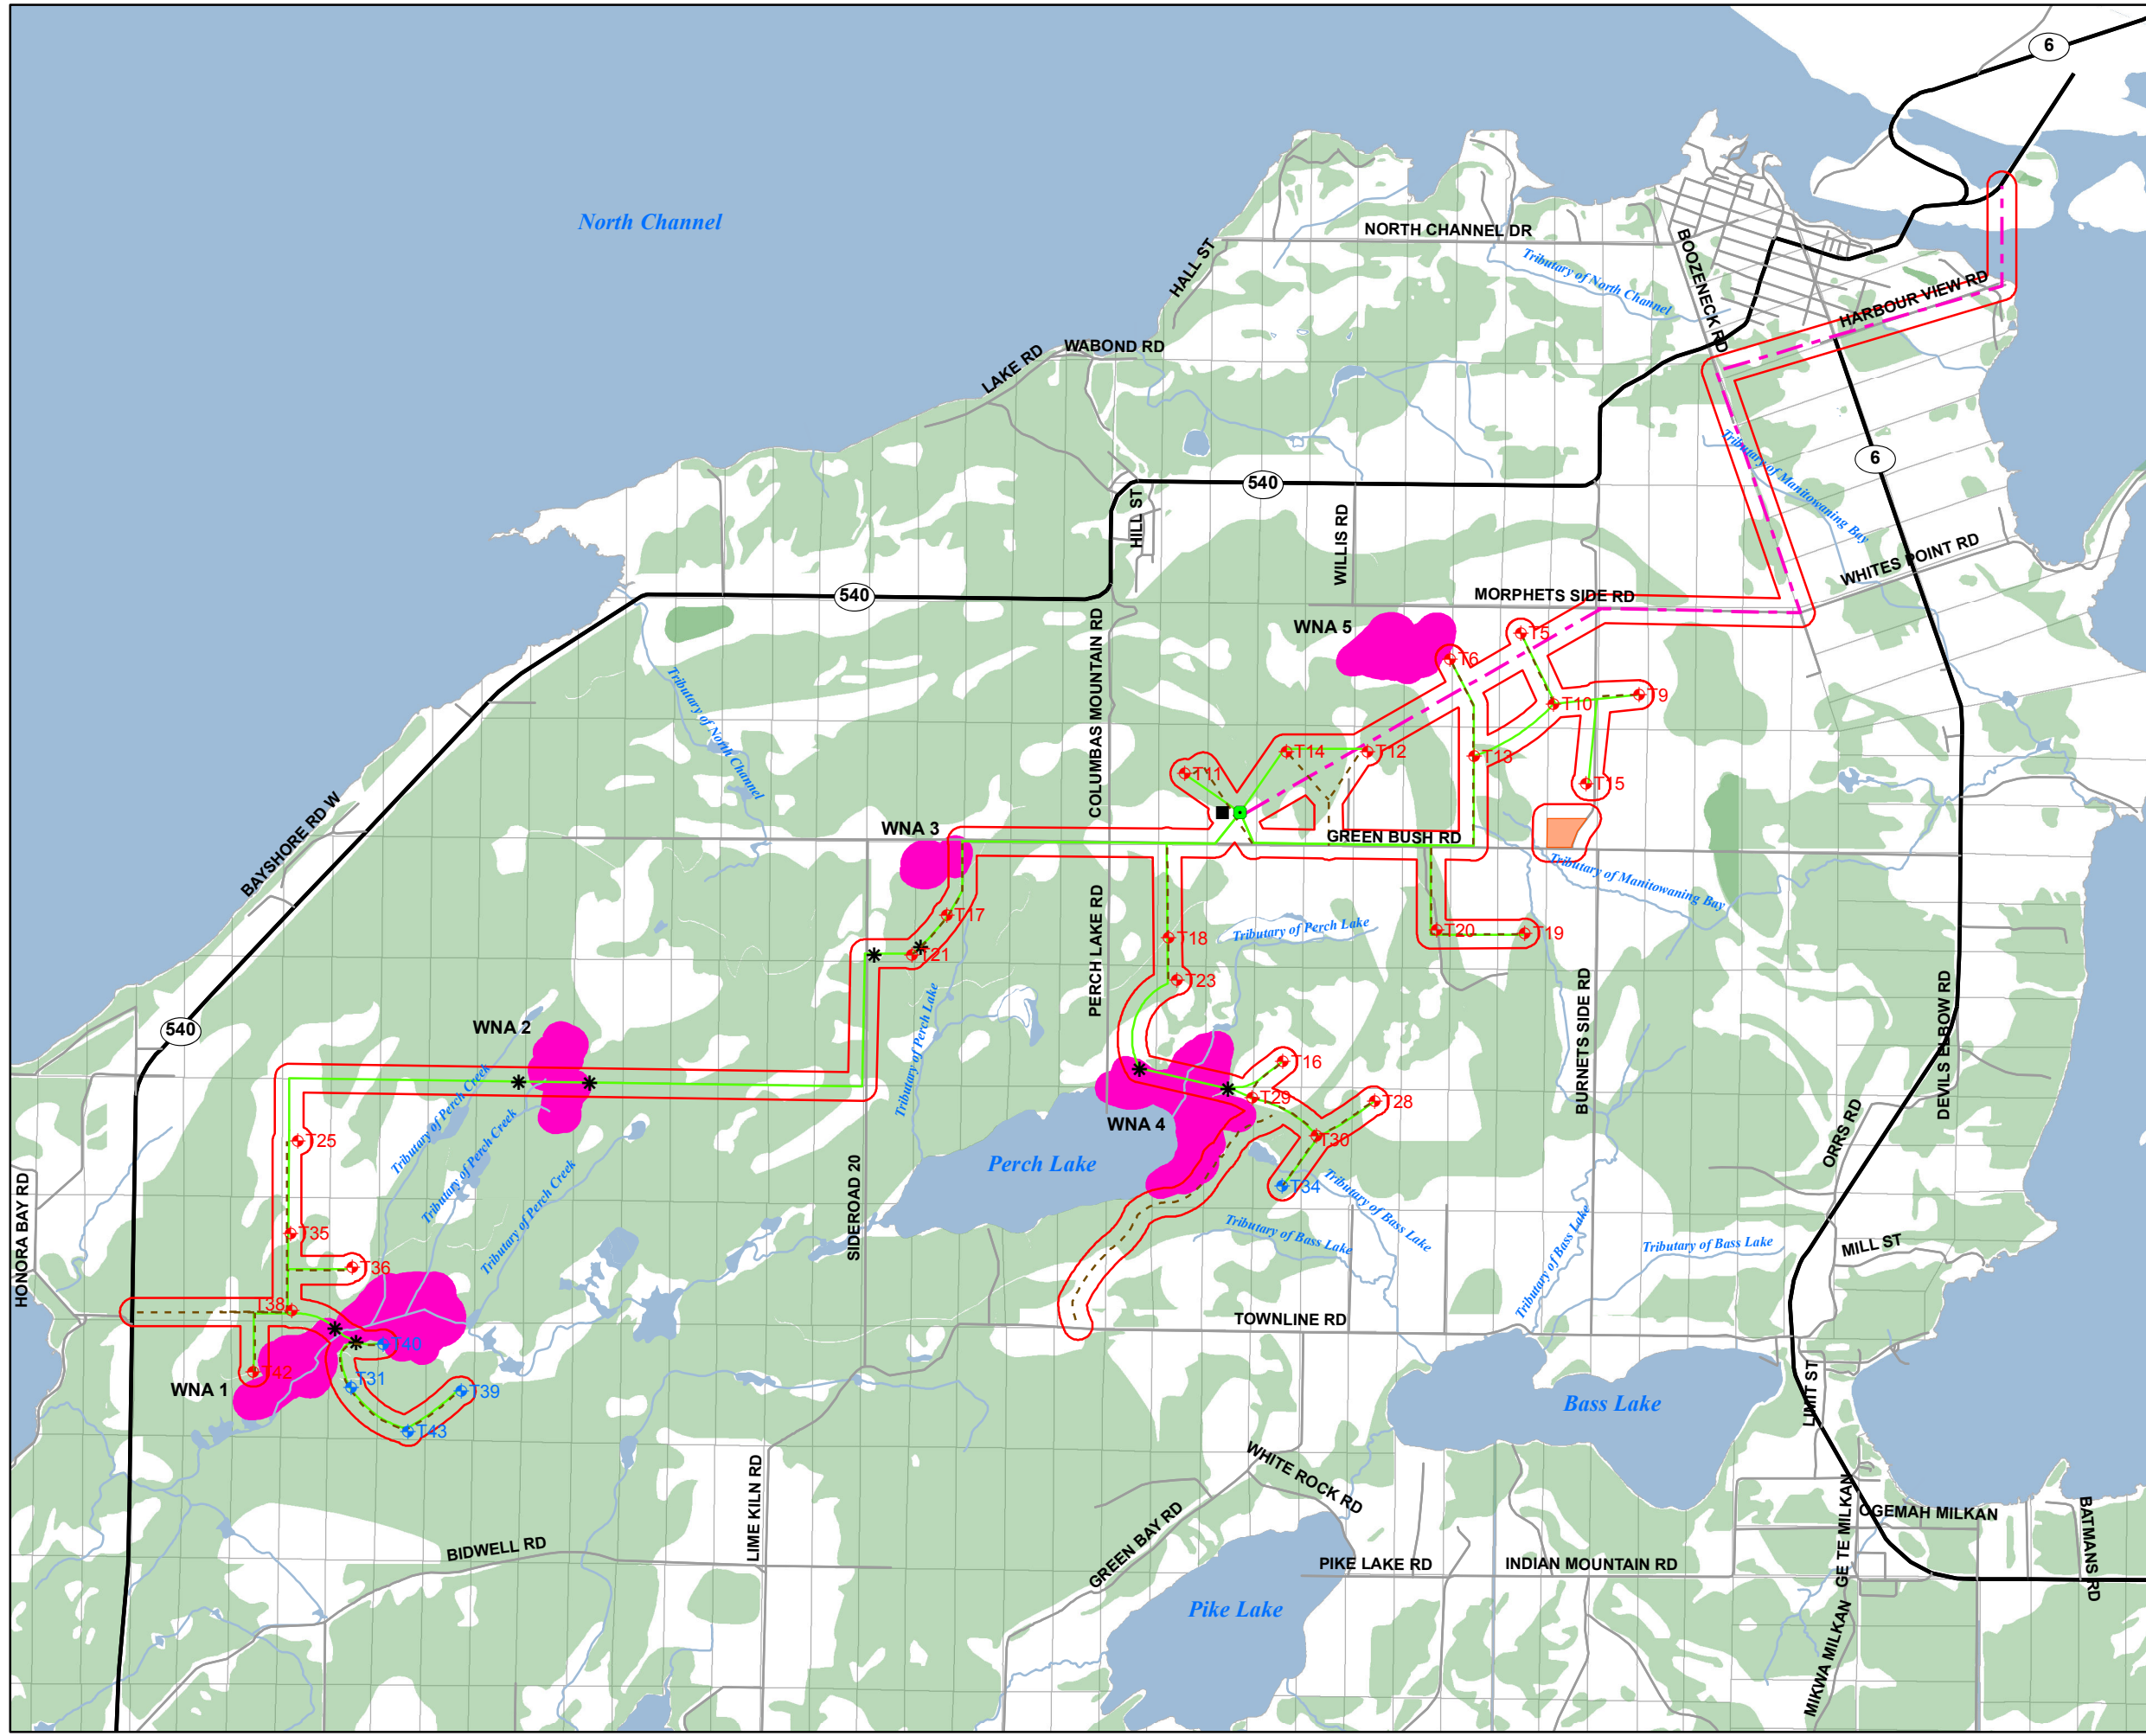 6
North Channel
NORTH CHANNEL DR
BOOZENECK RD
HALL ST
Tributary of North Channel
HARBOUR VIEW RD
WABOND RD
LAKE RD
6
540
HILL ST
WILLIS RD
Tributary of Manitowaning Bay
WHITES POINT RD
540
MORPHETS SIDE RD
WNA 5
T5
T6
COLUMBAS MOUNTAIN RD
Tributary of North Channel
T9
T10
T14
T12
T13
T11
T15
BAYSHORE RD W
WNA 3
GREEN BUSH RD
Tributary of Manitowaning Bay
T17
PERCH LAKE RD
T18
Tributary of Perch Lake
T20
T19
T21
T23
540
WNA 2
Tributary of Perch Lake
BURNETS SIDE RD
DEVILS ELBOW RD
T16
Tributary of Perch Creek
T29
T28
WNA 4
T30
ORRS RD
T25
Tributary of Perch Creek
Perch Lake
T34
Tributary of Perch Creek
SIDEROAD 20
Tributary of Bass Lake
Tributary of Bass Lake
Tributary of Bass Lake
Tributary of Bass Lake
MILL ST
HONORA BAY RD
T35
T36
T38
TOWNLINE RD
T40
T42
WNA 1
T31
T39
T43
Bass Lake
LIMIT ST
WHITE ROCK RD
LIME KILN RD
GREEN BAY RD
BIDWELL RD
PIKE LAKE RD
INDIAN MOUNTAIN RD
GE TE MILKAN
OGEMAH MILKAN
BATMANS RD
Pike Lake
MIKWA MILKAN